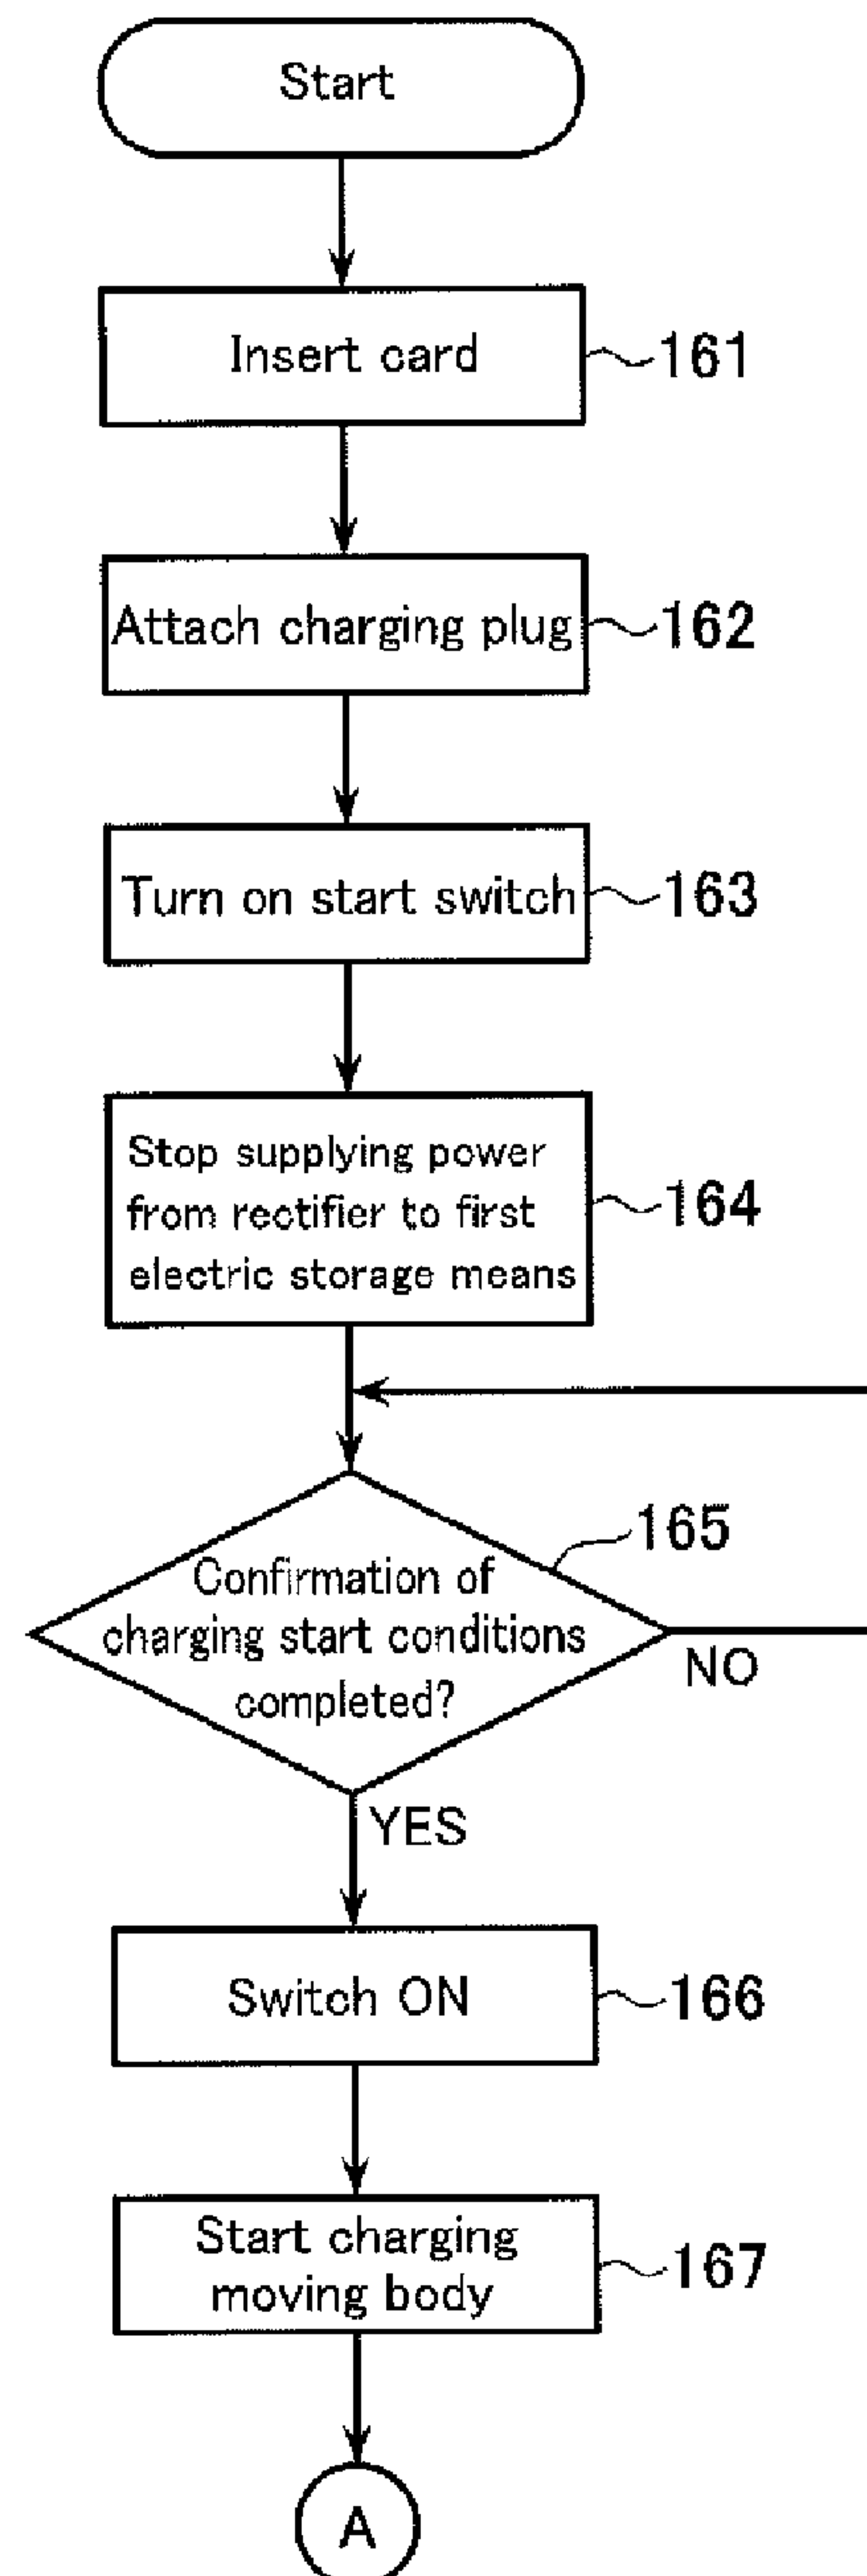 Start
Insert card
161
Attach charging plug
162
Turn on start switch
163
Stop supplying power
from rectifier to first
electric storage means
164
165
Confirmation of
charging start conditions
completed?
NO
YES
Switch ON
166
Start charging
moving body
167
A